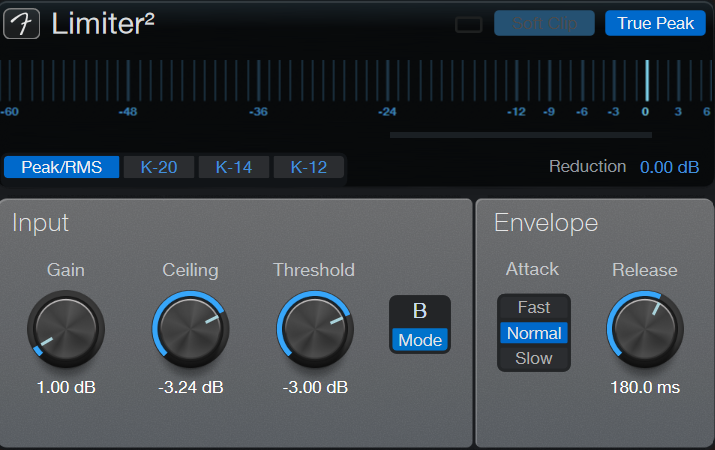 Limiter²
Soft Clip True Peak
-60 -48 -36 -24 -12 -9 -6 -3 0 3 6
Peak/RMS K-20 K-14 K-12 Reduction 0.00 dB
Input
Gain Ceiling Threshold
B
Mode
1.00 dB -3.24 dB -3.00 dB
Envelope
Attack Release
Fast
Normal
Slow
180.0 ms